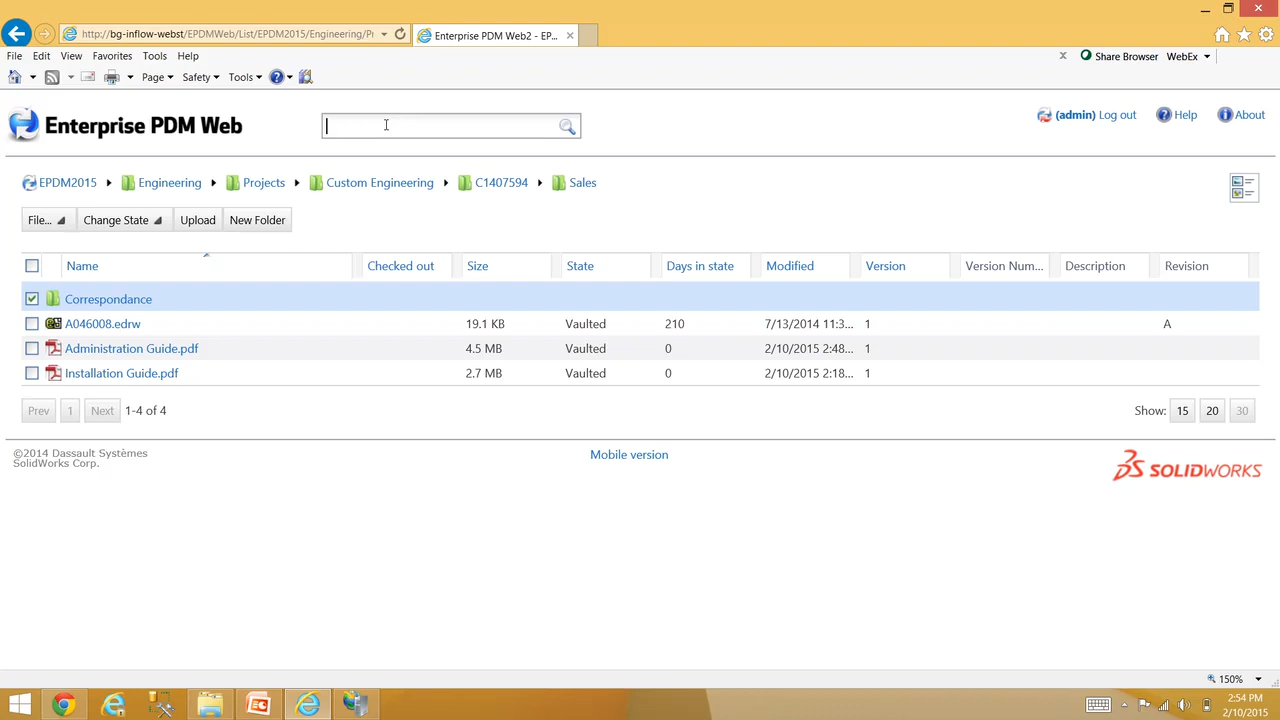 http://bg-inflow-webst/EPDMWeb/List/EPDM2015/Engineering/Pr
Enterprise PDM Web2 - EP...
File Edit View Favorites Tools Help
x Share Browser WebEx
Page Safety Tools
Enterprise PDM Web
(admin) Log out Help About
EPDM2015 Engineering Projects Custom Engineering C1407594 Sales
File... Change State Upload New Folder
Name Checked out Size State Days in state Modified Version Version Num... Description Revision
Correspondance
A046008.edrw 19.1 KB Vaulted 210 7/13/2014 11:3... 1 A
Administration Guide.pdf 4.5 MB Vaulted 0 2/10/2015 2:48... 1
Installation Guide.pdf 2.7 MB Vaulted 0 2/10/2015 2:18... 1
Prev 1 Next 1-4 of 4 Show: 15 20 30
©2014 Dassault Systèmes
SolidWorks Corp.
Mobile version
SOLIDWORKS
150%
2:54 PM
2/10/2015